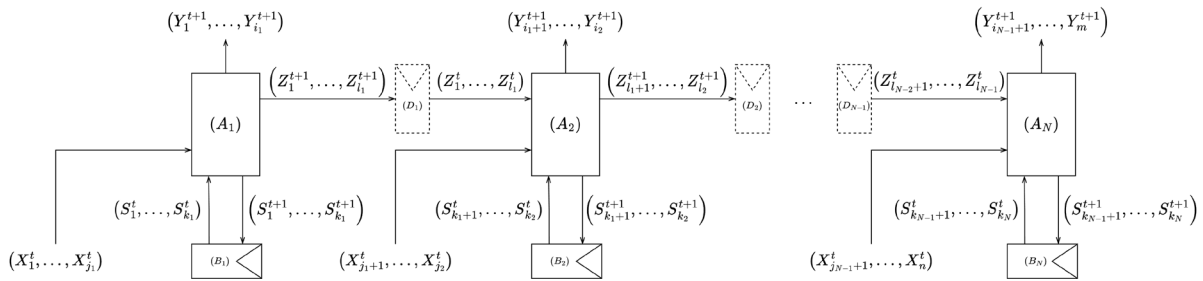 (Y_1^{t+1}, …, Y_{i_1}^{t+1}) (Y_{i_1+1}^{t+1}, …, Y_{i_2}^{t+1}) (Y_{i_{N-1}+1}^{t+1}, …, Y_m^{t+1})
(Z_1^{t+1}, …, Z_{l_1}^{t+1}) (Z_1^t, …, Z_{l_1}^t) (Z_{l_1+1}^{t+1}, …, Z_{l_2}^{t+1}) (Z_{l_{N-2}+1}^t, …, Z_{l_{N-1}}^t)
(D_1) (D_2) … (D_{N-1})
(A_1) (A_2) (A_N)
(S_1^t, …, S_{k_1}^t) (S_1^{t+1}, …, S_{k_1}^{t+1}) (S_{k_1+1}^t, …, S_{k_2}^t) (S_{k_1+1}^{t+1}, …, S_{k_2}^{t+1}) (S_{k_{N-1}+1}^t, …, S_{k_N}^t) (S_{k_{N-1}+1}^{t+1}, …, S_{k_N}^{t+1})
(X_1^t, …, X_{j_1}^t) (B_1) (X_{j_1+1}^t, …, X_{j_2}^t) (B_2) (X_{j_{N-1}+1}^t, …, X_n^t) (B_N)